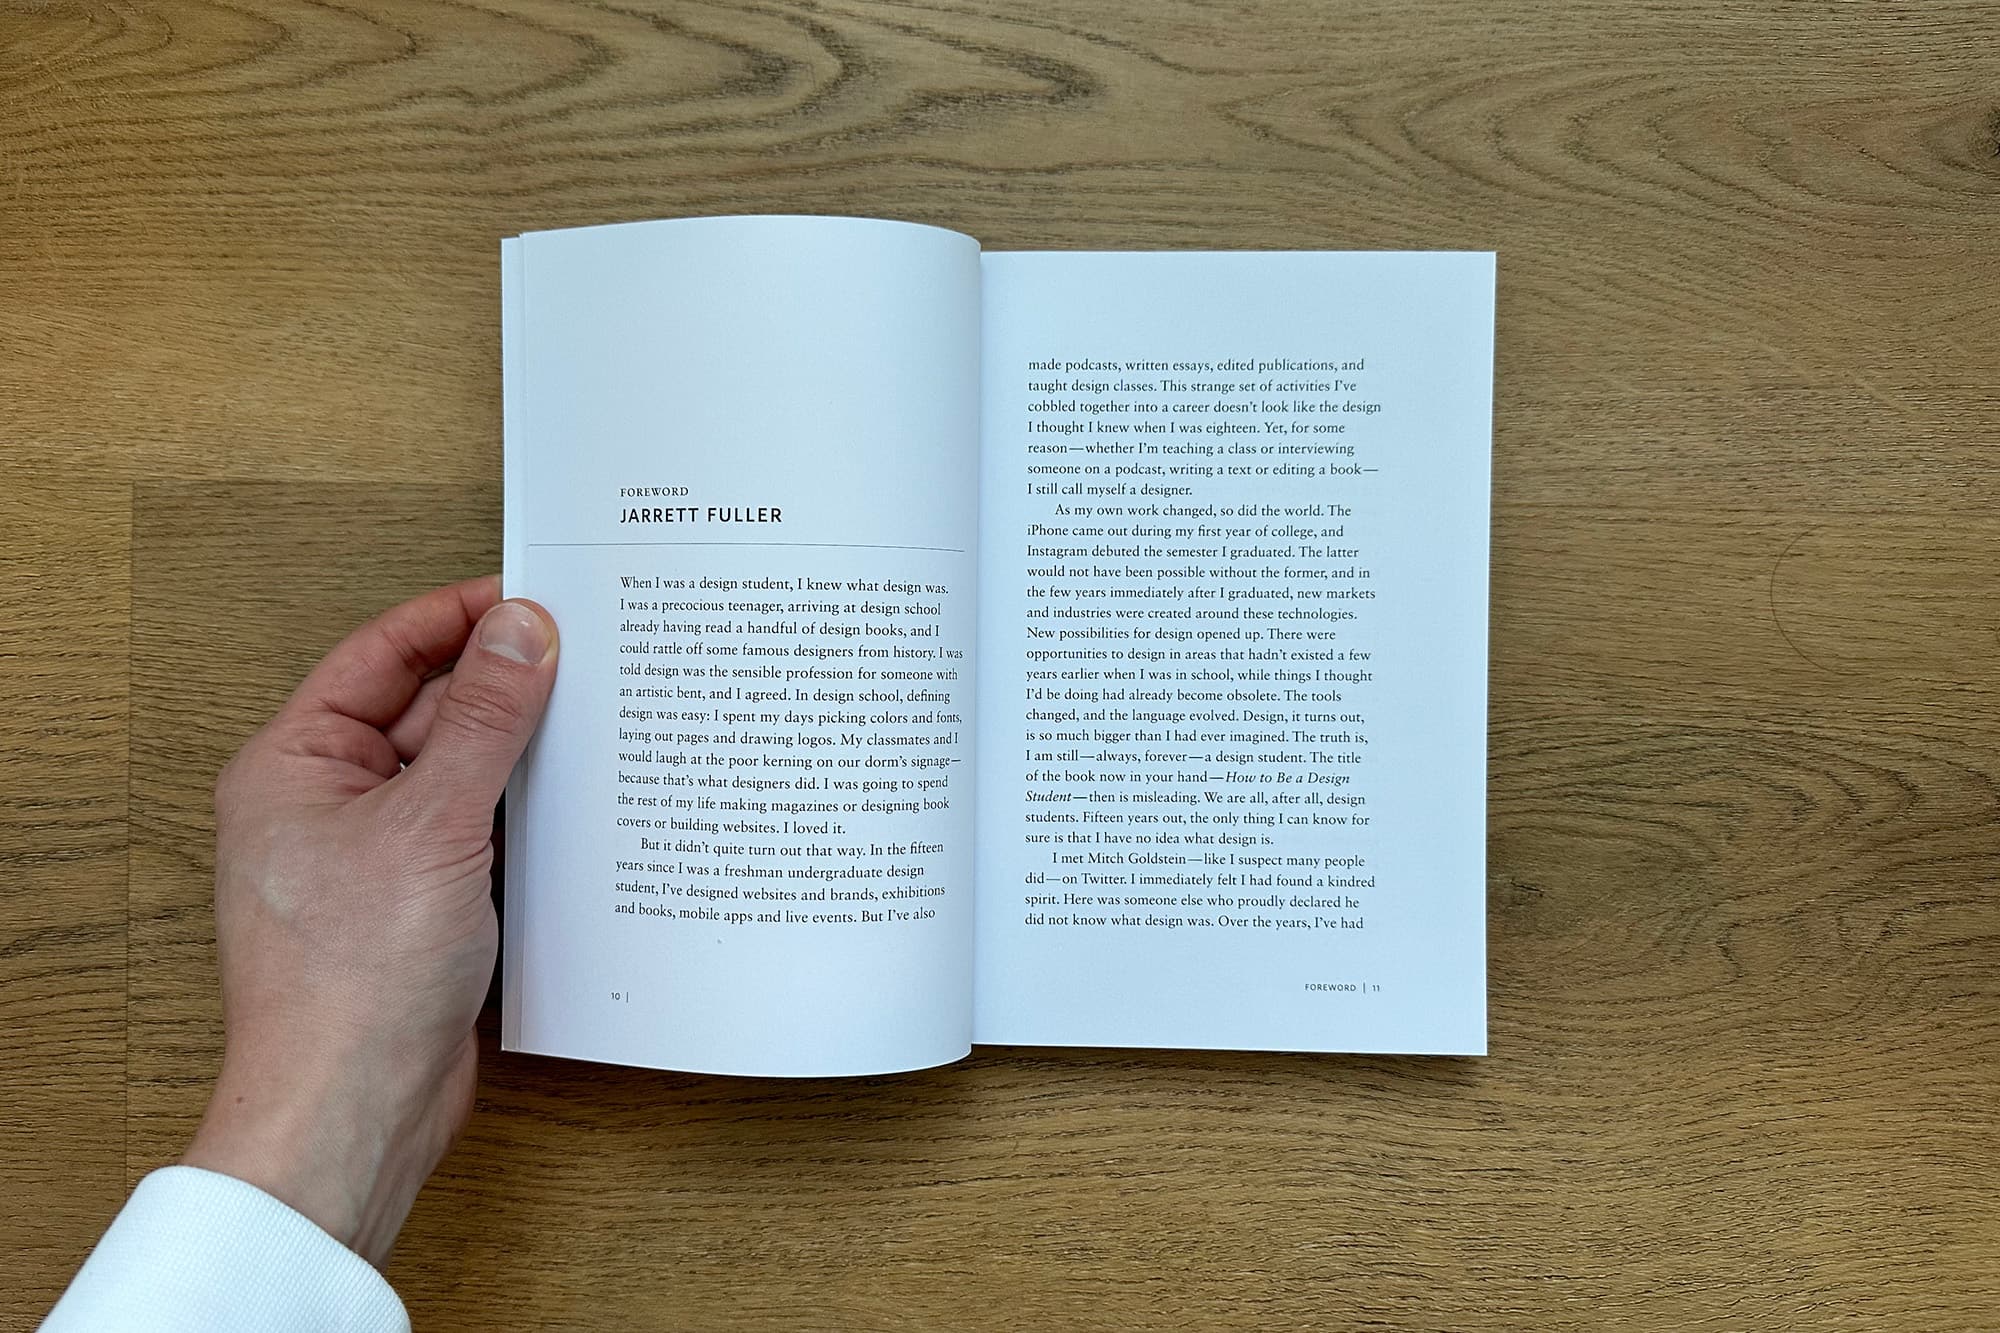 FOREWORD
JARRETT FULLER
When I was a design student, I knew what design was.
I was a precocious teenager, arriving at design school
already having read a handful of design books, and I
could rattle off some famous designers from history. I was
told design was the sensible profession for someone with
an artistic bent, and I agreed. In design school, defining
design was easy: I spent my days picking colors and fonts,
laying out pages and drawing logos. My classmates and I
would laugh at the poor kerning on our dorm's signage—
because that's what designers did. I was going to spend
the rest of my life making magazines or designing book
covers or building websites. I loved it.
But it didn't quite turn out that way. In the fifteen
years since I was a freshman undergraduate design
student, I've designed websites and brands, exhibitions
and books, mobile apps and live events. But I've also
10 |
made podcasts, written essays, edited publications, and
taught design classes. This strange set of activities I've
cobbled together into a career doesn't look like the design
I thought I knew when I was eighteen. Yet, for some
reason—whether I'm teaching a class or interviewing
someone on a podcast, writing a text or editing a book—
I still call myself a designer.
As my own work changed, so did the world. The
iPhone came out during my first year of college, and
Instagram debuted the semester I graduated. The latter
would not have been possible without the former, and in
the few years immediately after I graduated, new markets
and industries were created around these technologies.
New possibilities for design opened up. There were
opportunities to design in areas that hadn't existed a few
years earlier when I was in school, while things I thought
I'd be doing had already become obsolete. The tools
changed, and the language evolved. Design, it turns out,
is so much bigger than I had ever imagined. The truth is,
I am still—always, forever—a design student. The title
of the book now in your hand—How to Be a Design
Student—then is misleading. We are all, after all, design
students. Fifteen years out, the only thing I can know for
sure is that I have no idea what design is.
I met Mitch Goldstein—like I suspect many people
did—on Twitter. I immediately felt I had found a kindred
spirit. Here was someone else who proudly declared he
did not know what design was. Over the years, I've had
FOREWORD | 11